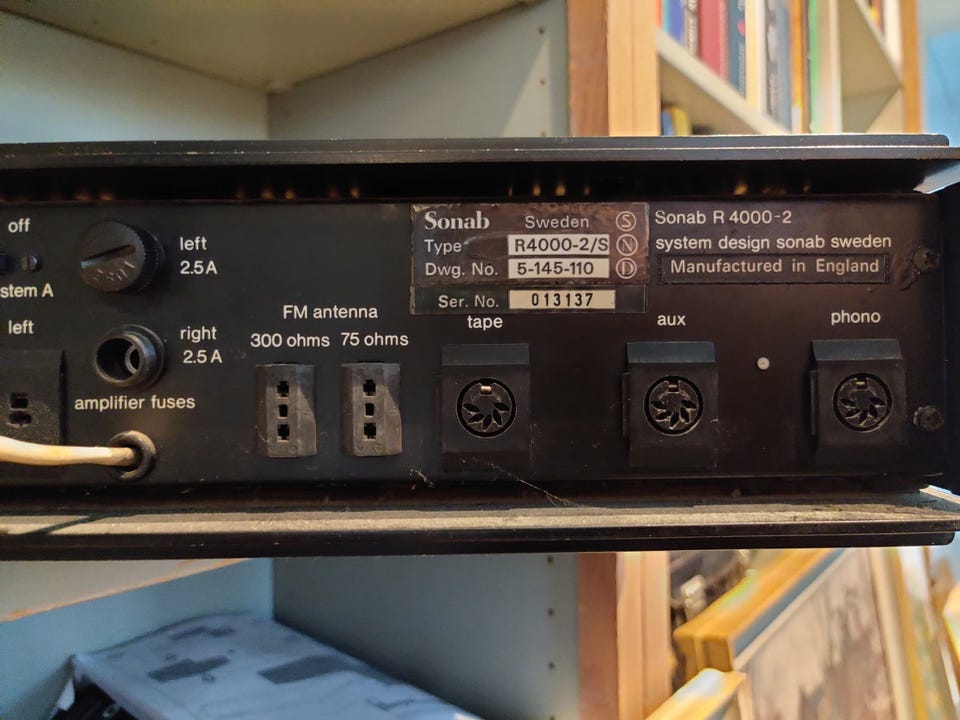 off
stem A
left
left
2.5A
right
2.5A
amplifier fuses
FM antenna
300 ohms 75 ohms
Sonab Sweden S
Type R4000-2/S N
Dwg. No. 5-145-110 D
Ser. No. 013137
tape
Sonab R 4000-2
system design sonab sweden
Manufactured in England
aux
phono